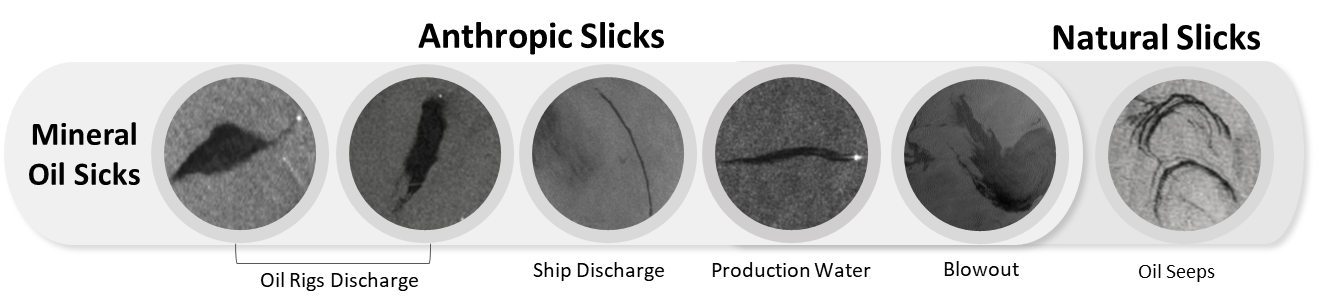 Anthropic Slicks
Natural Slicks
Mineral
Oil Sicks
Oil Rigs Discharge
Ship Discharge
Production Water
Blowout
Oil Seeps